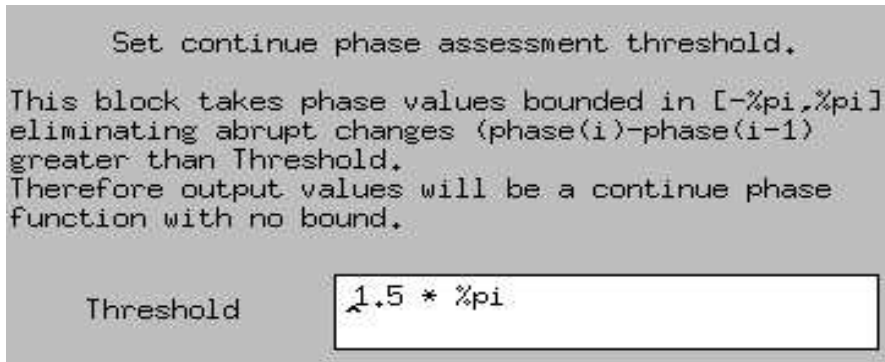 Set continue phase assessment threshold.
This block takes phase values bounded in [-%pi,%pi]
eliminating abrupt changes (phase(i)-phase(i-1)
greater than Threshold.
Therefore output values will be a continue phase
function with no bound.
Threshold 1.5 * %pi